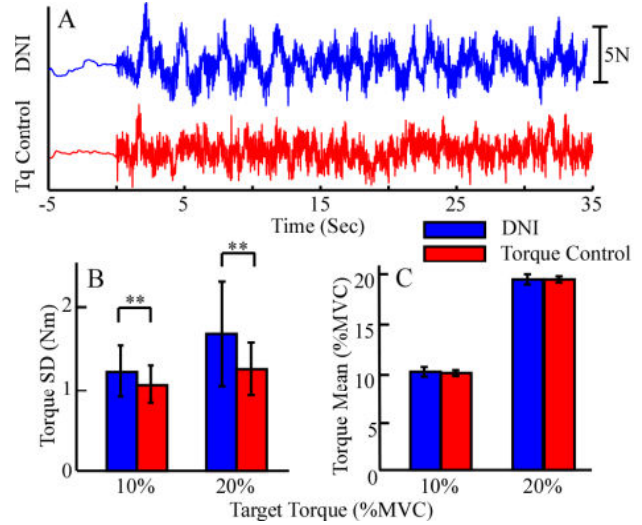 A
DNI
5N
Tq Control
-5 5 15 25 35
Time (Sec)
DNI
Torque Control
B
**
**
Torque SD (Nm)
2
1
0
10% 20%
C
Torque Mean (%MVC)
20
15
10
5
0
10% 20%
Target Torque (%MVC)